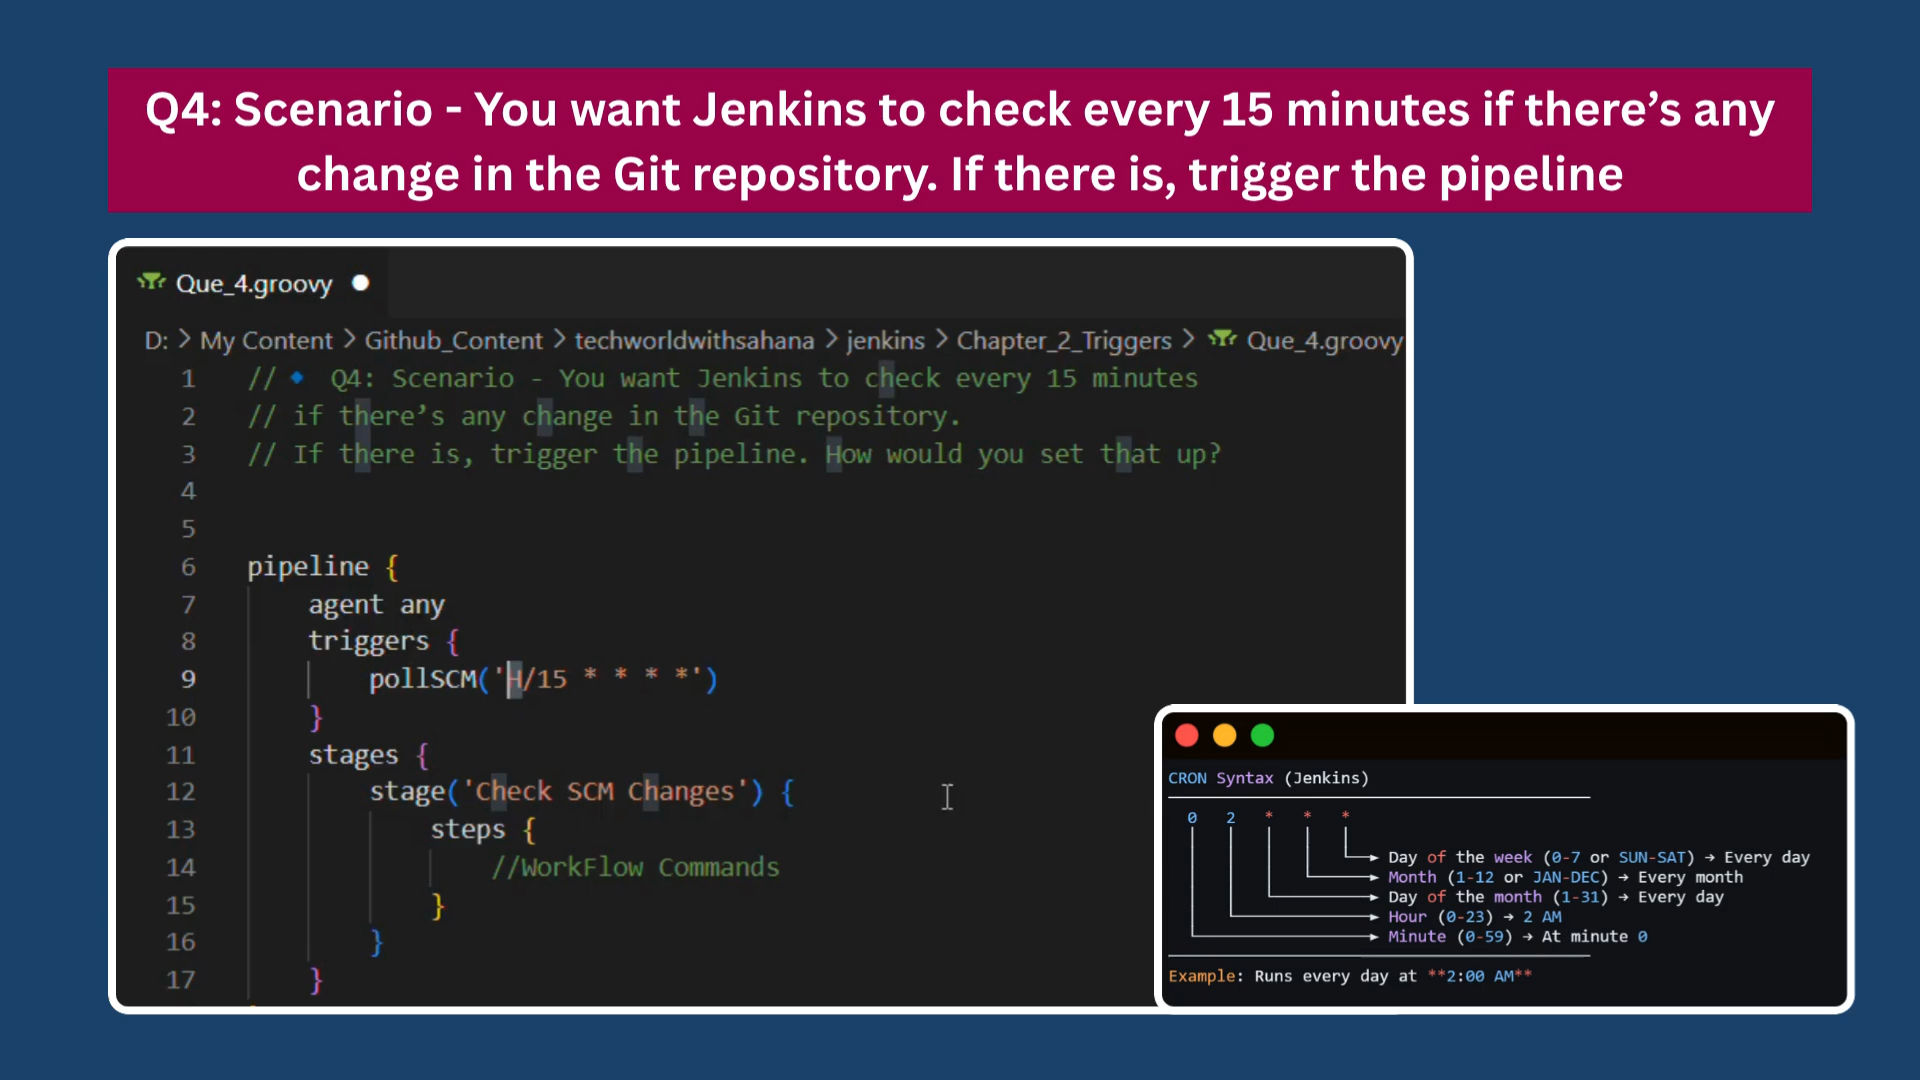 Q4: Scenario - You want Jenkins to check every 15 minutes if there’s any
change in the Git repository. If there is, trigger the pipeline
Que_4.groovy
D: > My Content > Github_Content > techworldwithsahana > jenkins > Chapter_2_Triggers > Que_4.groovy
1 // 🔹 Q4: Scenario - You want Jenkins to check every 15 minutes
2 // if there’s any change in the Git repository.
3 // If there is, trigger the pipeline. How would you set that up?
4
5
6 pipeline {
7 agent any
8 triggers {
9 pollSCM('H/15 * * * *')
10 }
11 stages {
12 stage('Check SCM Changes') {
13 steps {
14 //WorkFlow Commands
15 }
16 }
17 }
CRON Syntax (Jenkins)
0 2 * * *
Day of the week (0-7 or SUN-SAT) → Every day
Month (1-12 or JAN-DEC) → Every month
Day of the month (1-31) → Every day
Hour (0-23) → 2 AM
Minute (0-59) → At minute 0
Example: Runs every day at **2:00 AM**